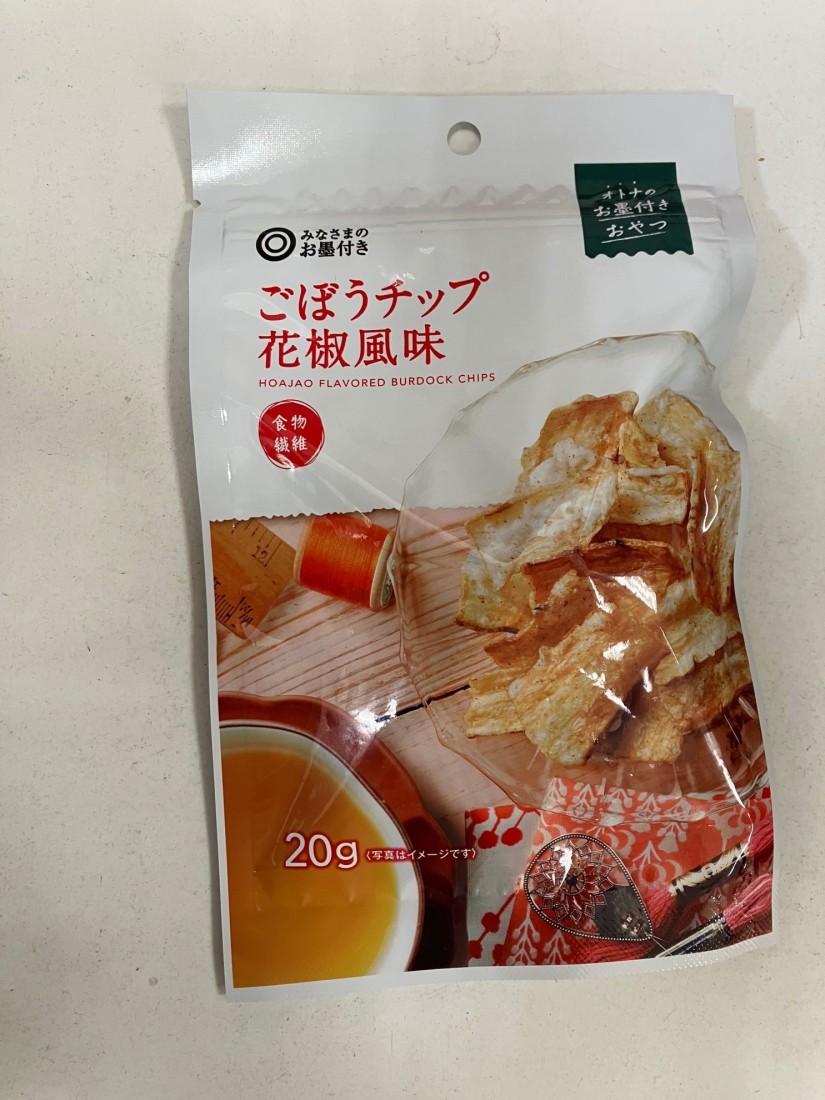 オトナの
お墨付き
おやつ
みなさまの
お墨付き
ごぼうチップ
花椒風味
HOAJAO FLAVORED BURDOCK CHIPS
食物
繊維
12
20g〈写真はイメージです〉